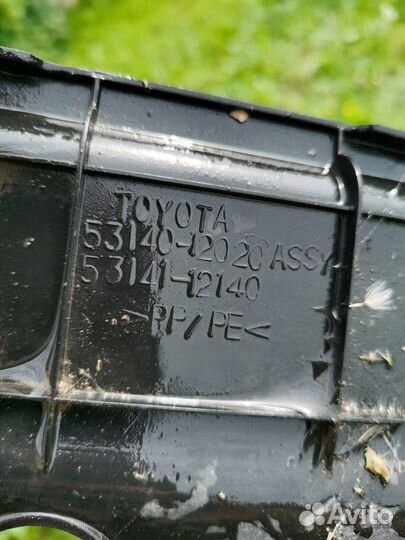 TOYOTA
53140-12020 ASSY
53141-12140
>PP/PE<
Avito